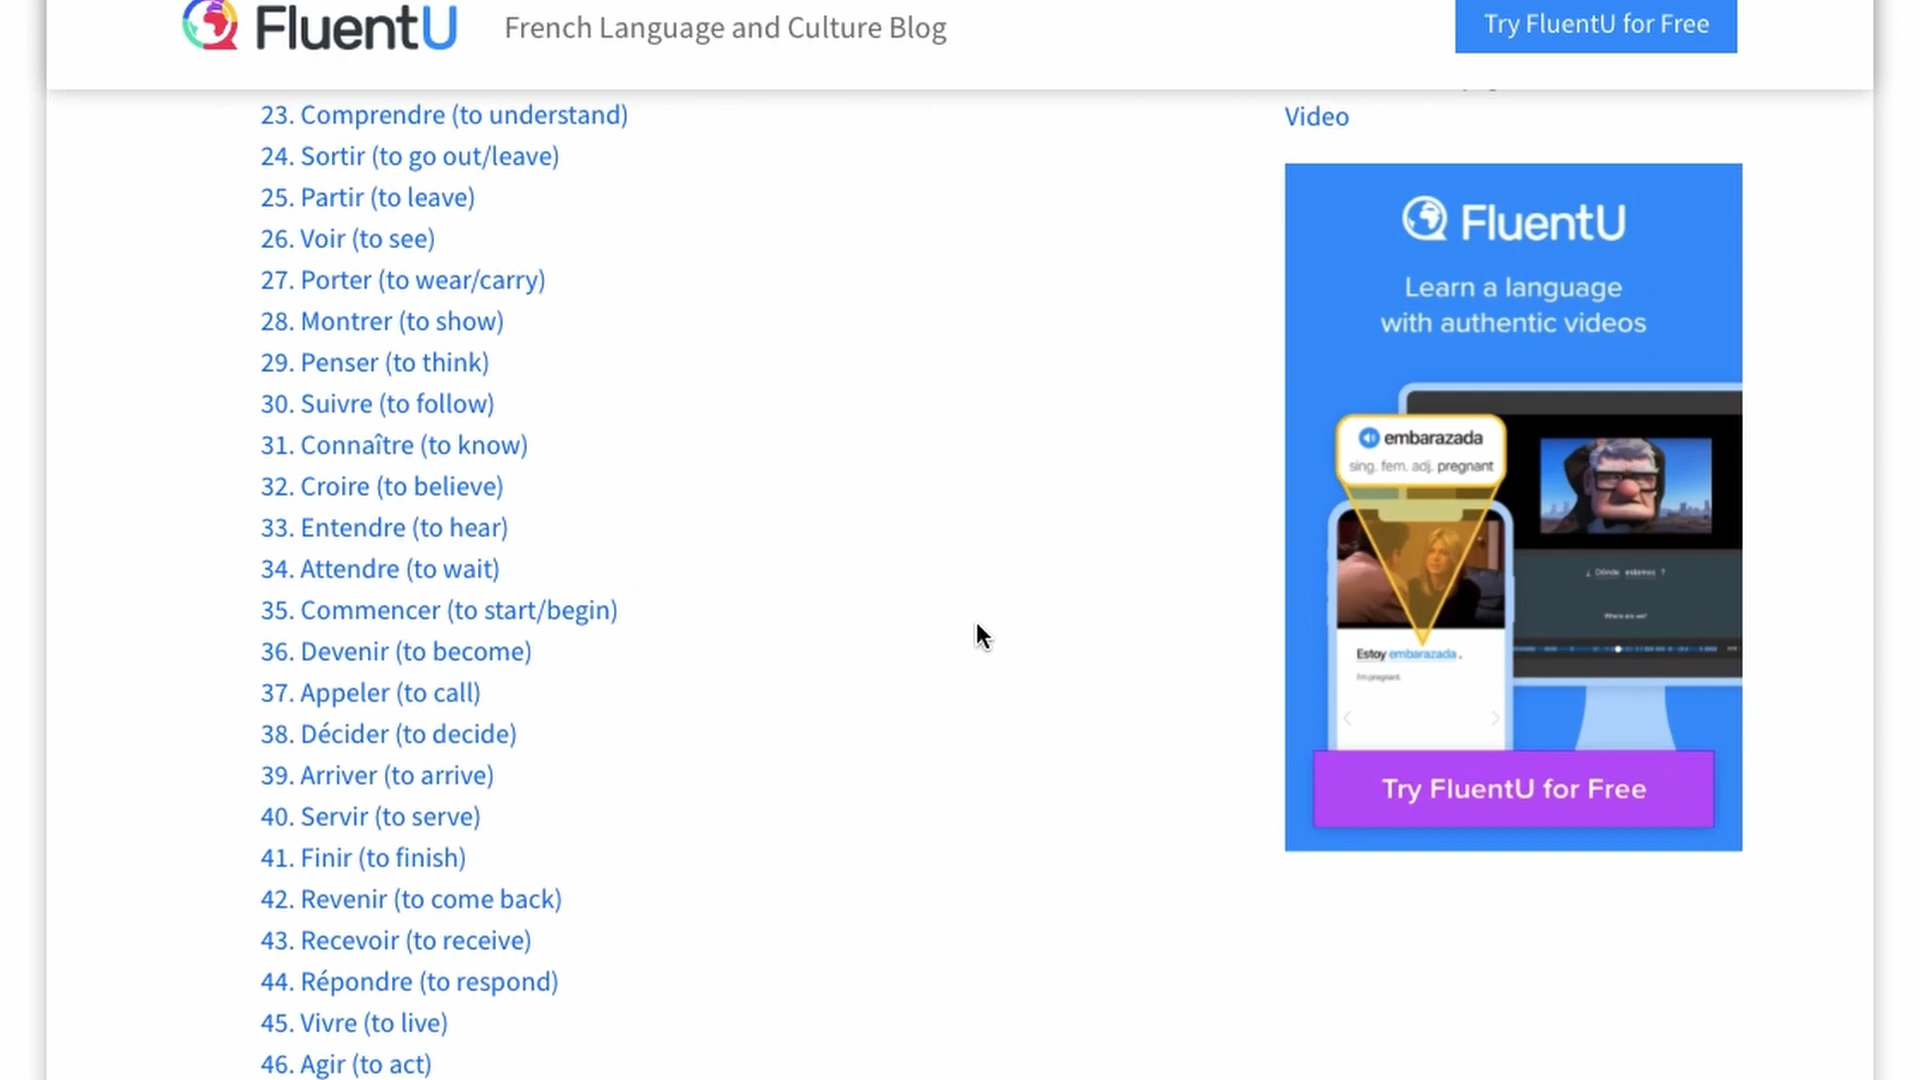 FluentU
French Language and Culture Blog
Try FluentU for Free
23. Comprendre (to understand)
24. Sortir (to go out/leave)
25. Partir (to leave)
26. Voir (to see)
27. Porter (to wear/carry)
28. Montrer (to show)
29. Penser (to think)
30. Suivre (to follow)
31. Connaître (to know)
32. Croire (to believe)
33. Entendre (to hear)
34. Attendre (to wait)
35. Commencer (to start/begin)
36. Devenir (to become)
37. Appeler (to call)
38. Décider (to decide)
39. Arriver (to arrive)
40. Servir (to serve)
41. Finir (to finish)
42. Revenir (to come back)
43. Recevoir (to receive)
44. Répondre (to respond)
45. Vivre (to live)
46. Agir (to act)
Video
FluentU
Learn a language
with authentic videos
embarazada
sing. fem. adj. pregnant
¿ Dónde estamos ?
Where are we?
Estoy embarazada .
I'm pregnant.
Try FluentU for Free